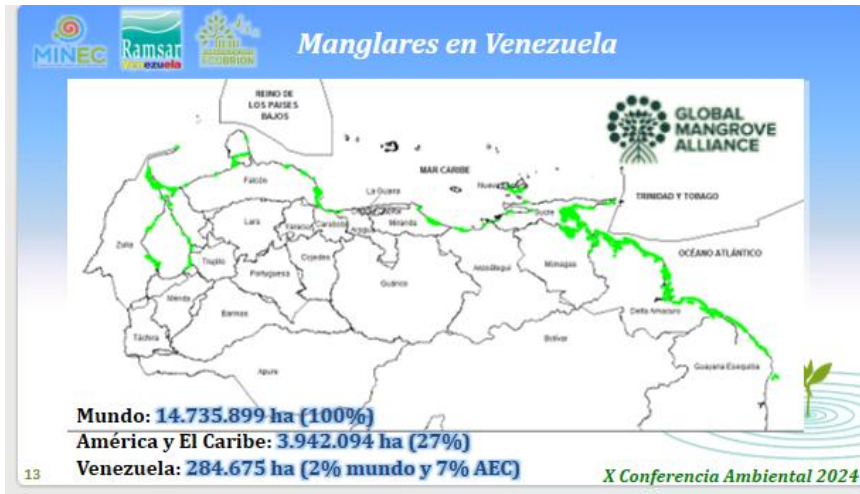 MINEC
Ramsar
Venezuela
ECOBRION
Manglares en Venezuela
REINO DE
LOS PAISES
BAJOS
GLOBAL
MANGROVE
ALLIANCE
MAR CARIBE
TRINIDAD Y TOBAGO
OCÉANO ATLÁNTICO
Falcón
La Guaira
Nueva
Sucre
Zulia
Lara
Yaracuy
Carabobo
Aragua
Miranda
Trujillo
Cojedes
Portuguesa
Guárico
Anzoátegui
Monagas
Mérida
Barinas
Delta Amacuro
Táchira
Apure
Bolívar
Guayana Esequiba
Mundo: 14.735.899 ha (100%)
América y El Caribe: 3.942.094 ha (27%)
Venezuela: 284.675 ha (2% mundo y 7% AEC)
13
X Conferencia Ambiental 2024